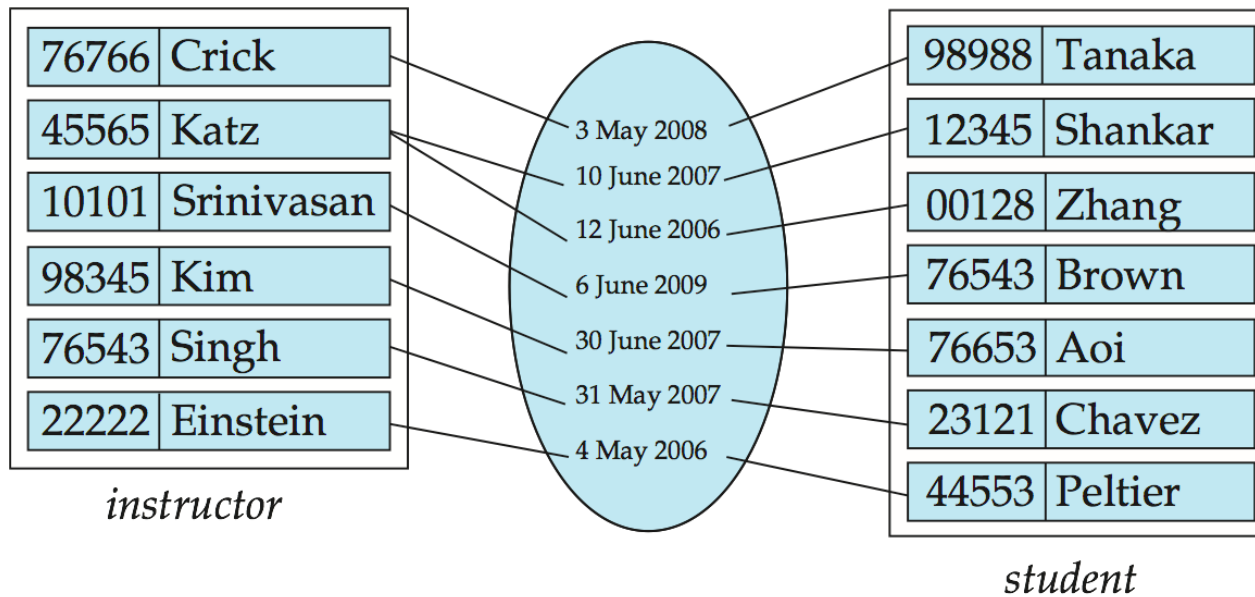 76766 Crick
45565 Katz
10101 Srinivasan
98345 Kim
76543 Singh
22222 Einstein
instructor
3 May 2008
10 June 2007
12 June 2006
6 June 2009
30 June 2007
31 May 2007
4 May 2006
98988 Tanaka
12345 Shankar
00128 Zhang
76543 Brown
76653 Aoi
23121 Chavez
44553 Peltier
student